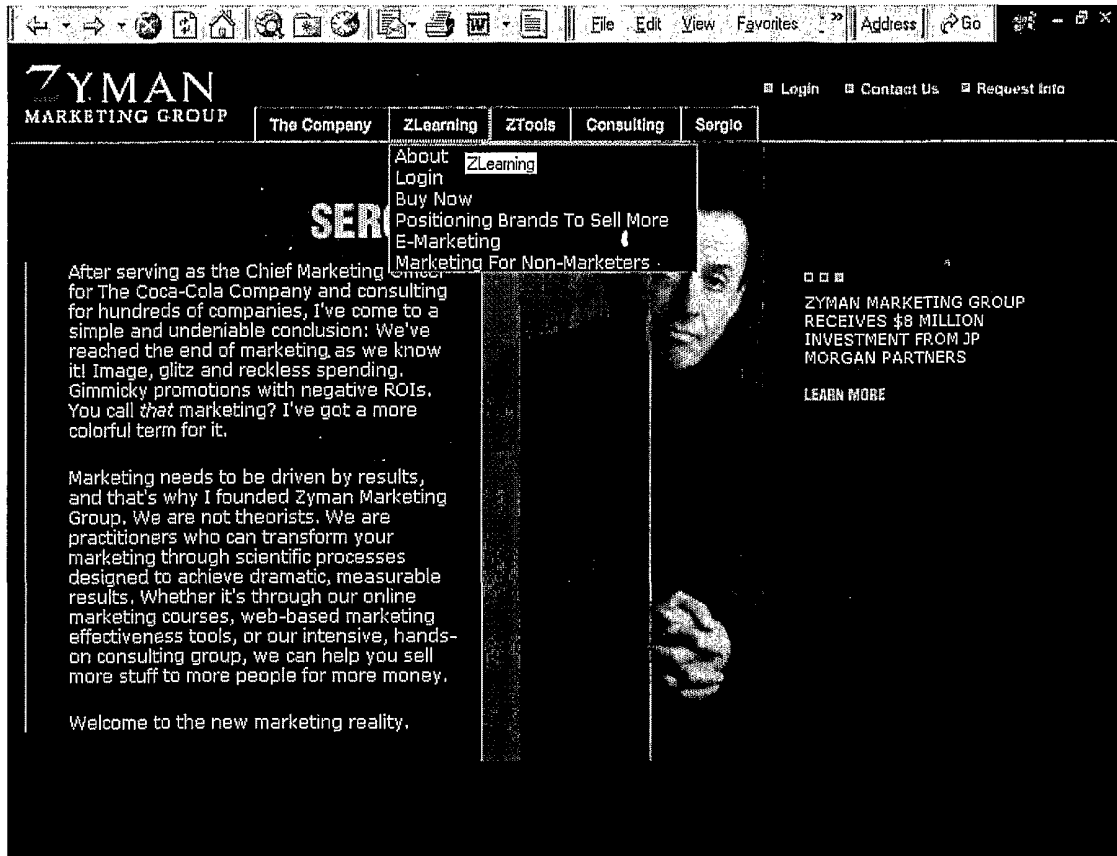 File Edit View Favorites » Address Go
ZYMAN
MARKETING GROUP
Login Contact Us Request Info
The Company ZLearning ZTools Consulting Sergio
About
ZLearning
Login
Buy Now
Positioning Brands To Sell More
E-Marketing
Marketing For Non-Marketers
After serving as the Chief Marketing Officer
for The Coca-Cola Company and consulting
for hundreds of companies, I've come to a
simple and undeniable conclusion: We've
reached the end of marketing as we know
it! Image, glitz and reckless spending.
Gimmicky promotions with negative ROIs.
You call that marketing? I've got a more
colorful term for it.
Marketing needs to be driven by results,
and that's why I founded Zyman Marketing
Group. We are not theorists. We are
practitioners who can transform your
marketing through scientific processes
designed to achieve dramatic, measurable
results. Whether it's through our online
marketing courses, web-based marketing
effectiveness tools, or our intensive, hands-
on consulting group, we can help you sell
more stuff to more people for more money.
Welcome to the new marketing reality.
ZYMAN MARKETING GROUP
RECEIVES $8 MILLION
INVESTMENT FROM JP
MORGAN PARTNERS
LEARN MORE